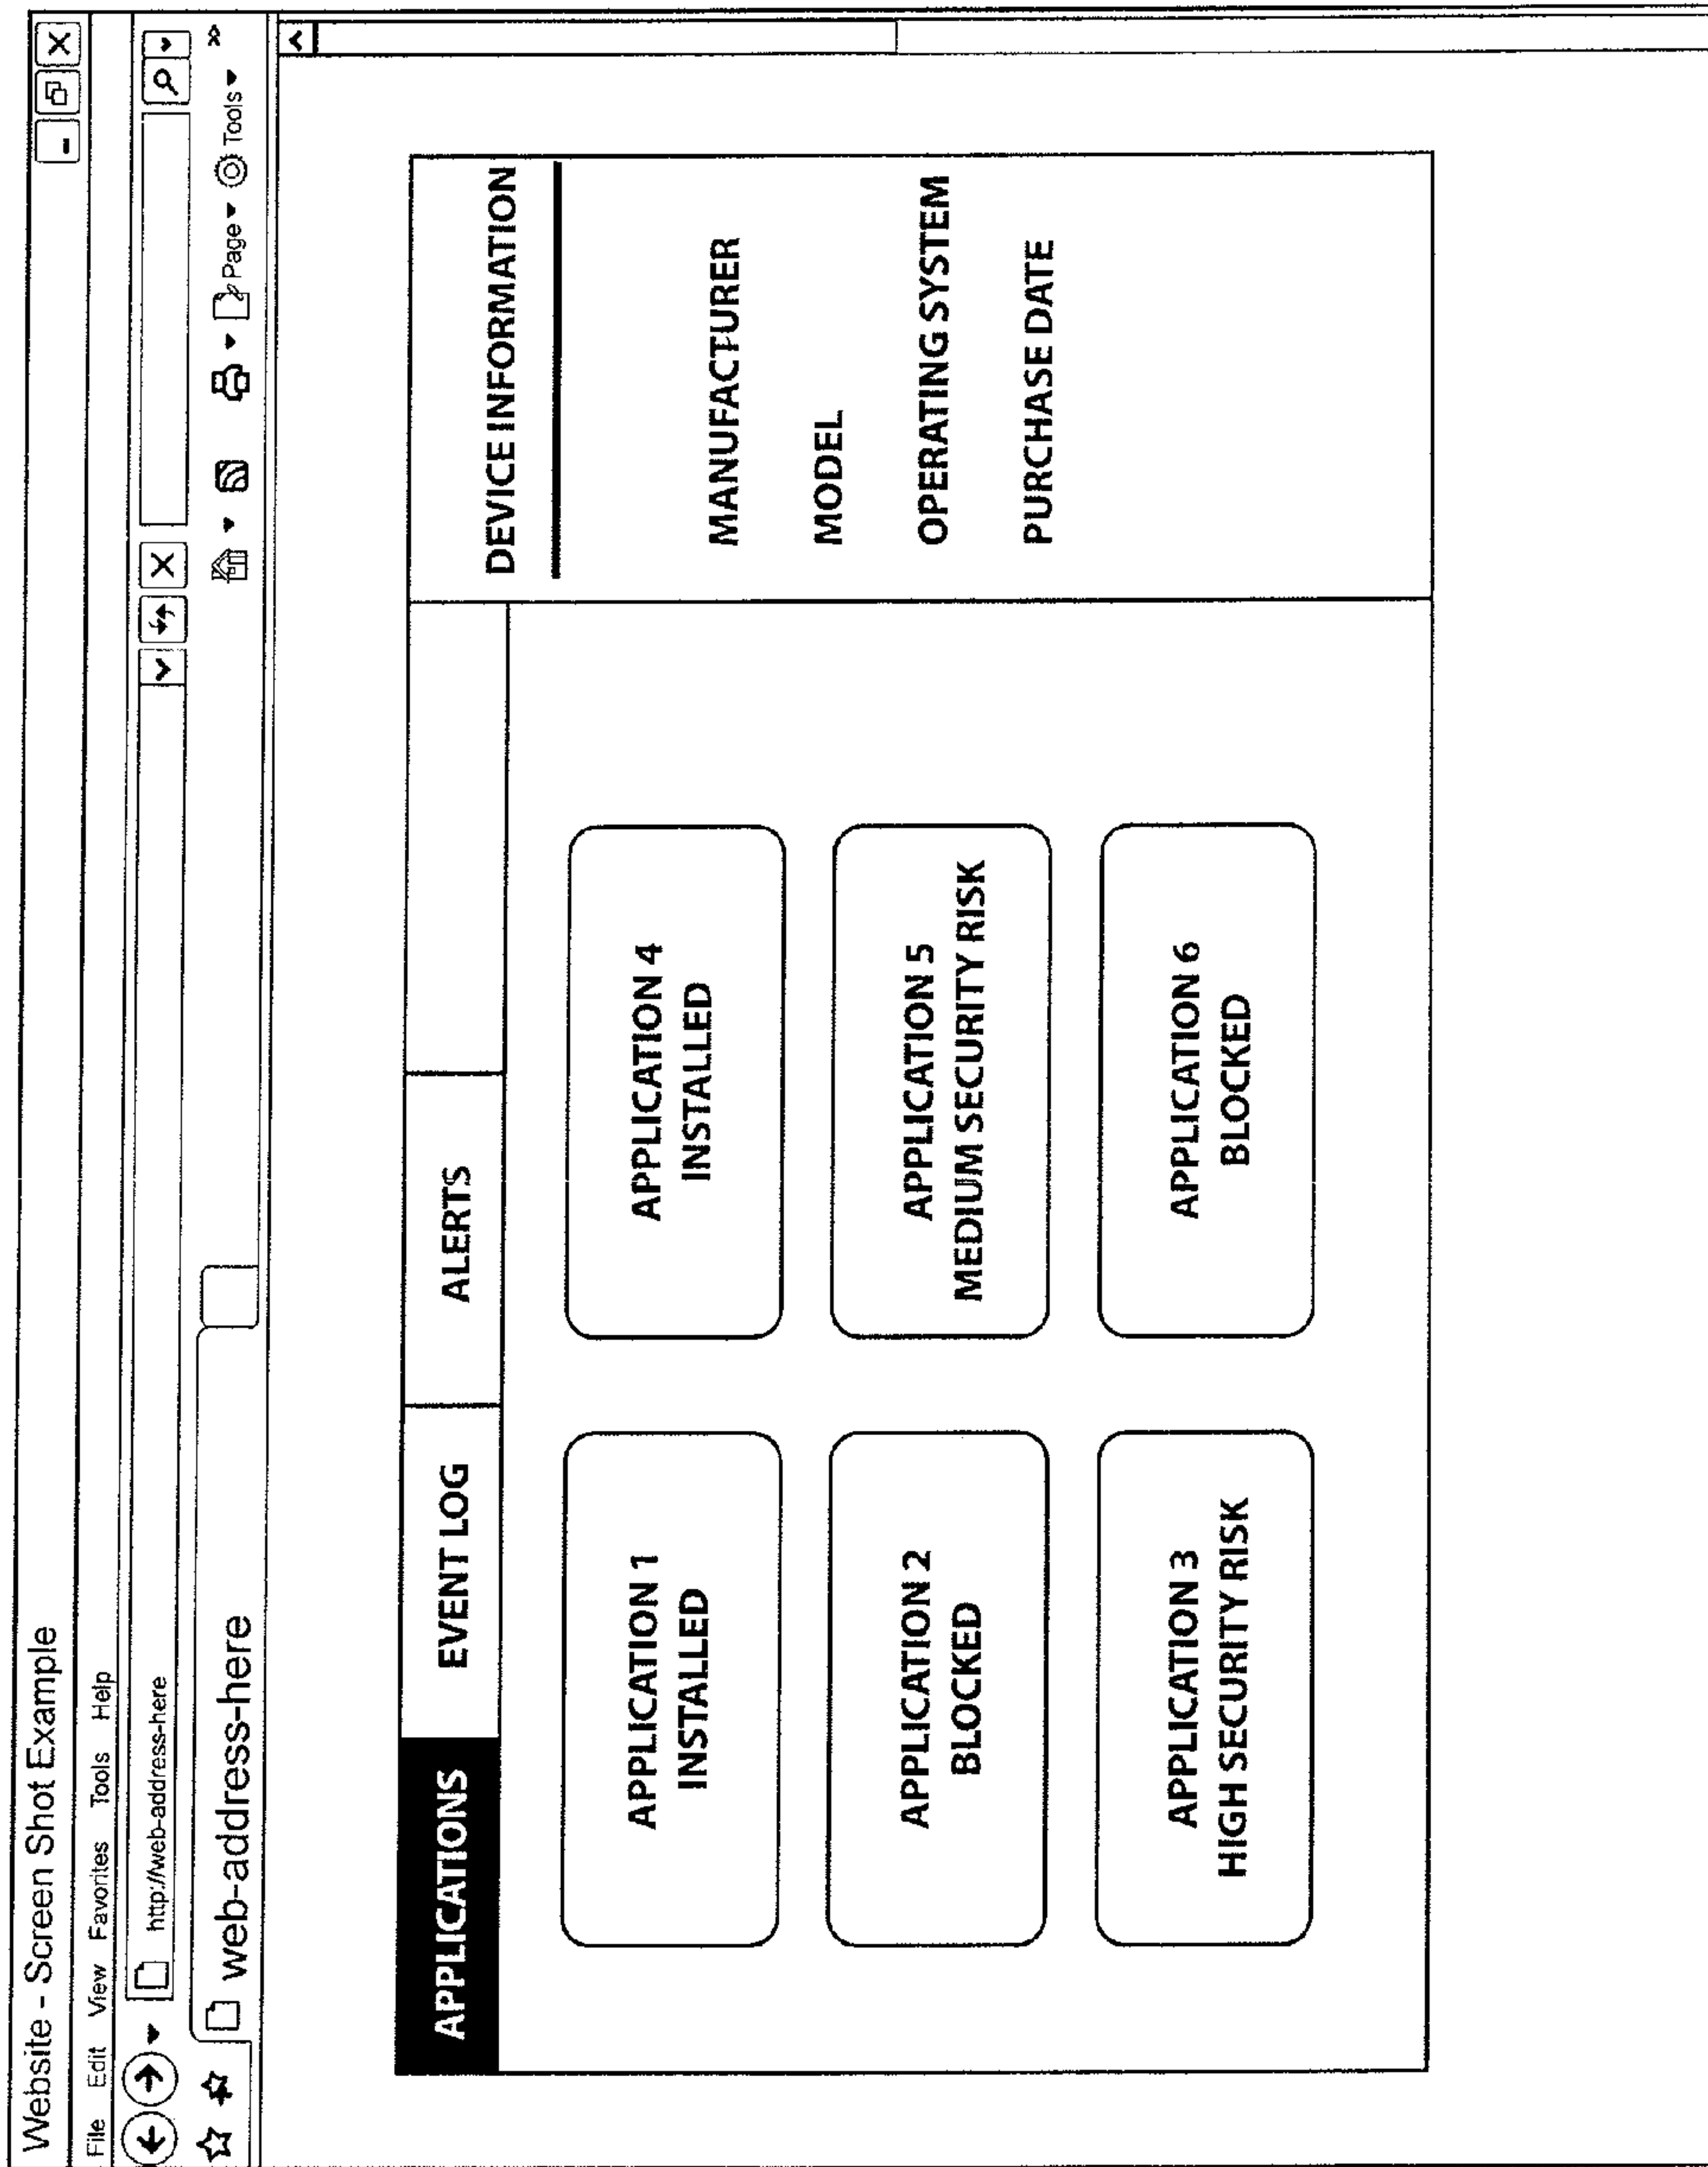 Website - Screen Shot Example
File Edit View Favorites Tools Help
http://web-address-here
web-address-here
Page Tools
APPLICATIONS
EVENT LOG
ALERTS
APPLICATION 1
INSTALLED
APPLICATION 2
BLOCKED
APPLICATION 3
HIGH SECURITY RISK
APPLICATION 4
INSTALLED
APPLICATION 5
MEDIUM SECURITY RISK
APPLICATION 6
BLOCKED
DEVICE INFORMATION
MANUFACTURER
MODEL
OPERATING SYSTEM
PURCHASE DATE